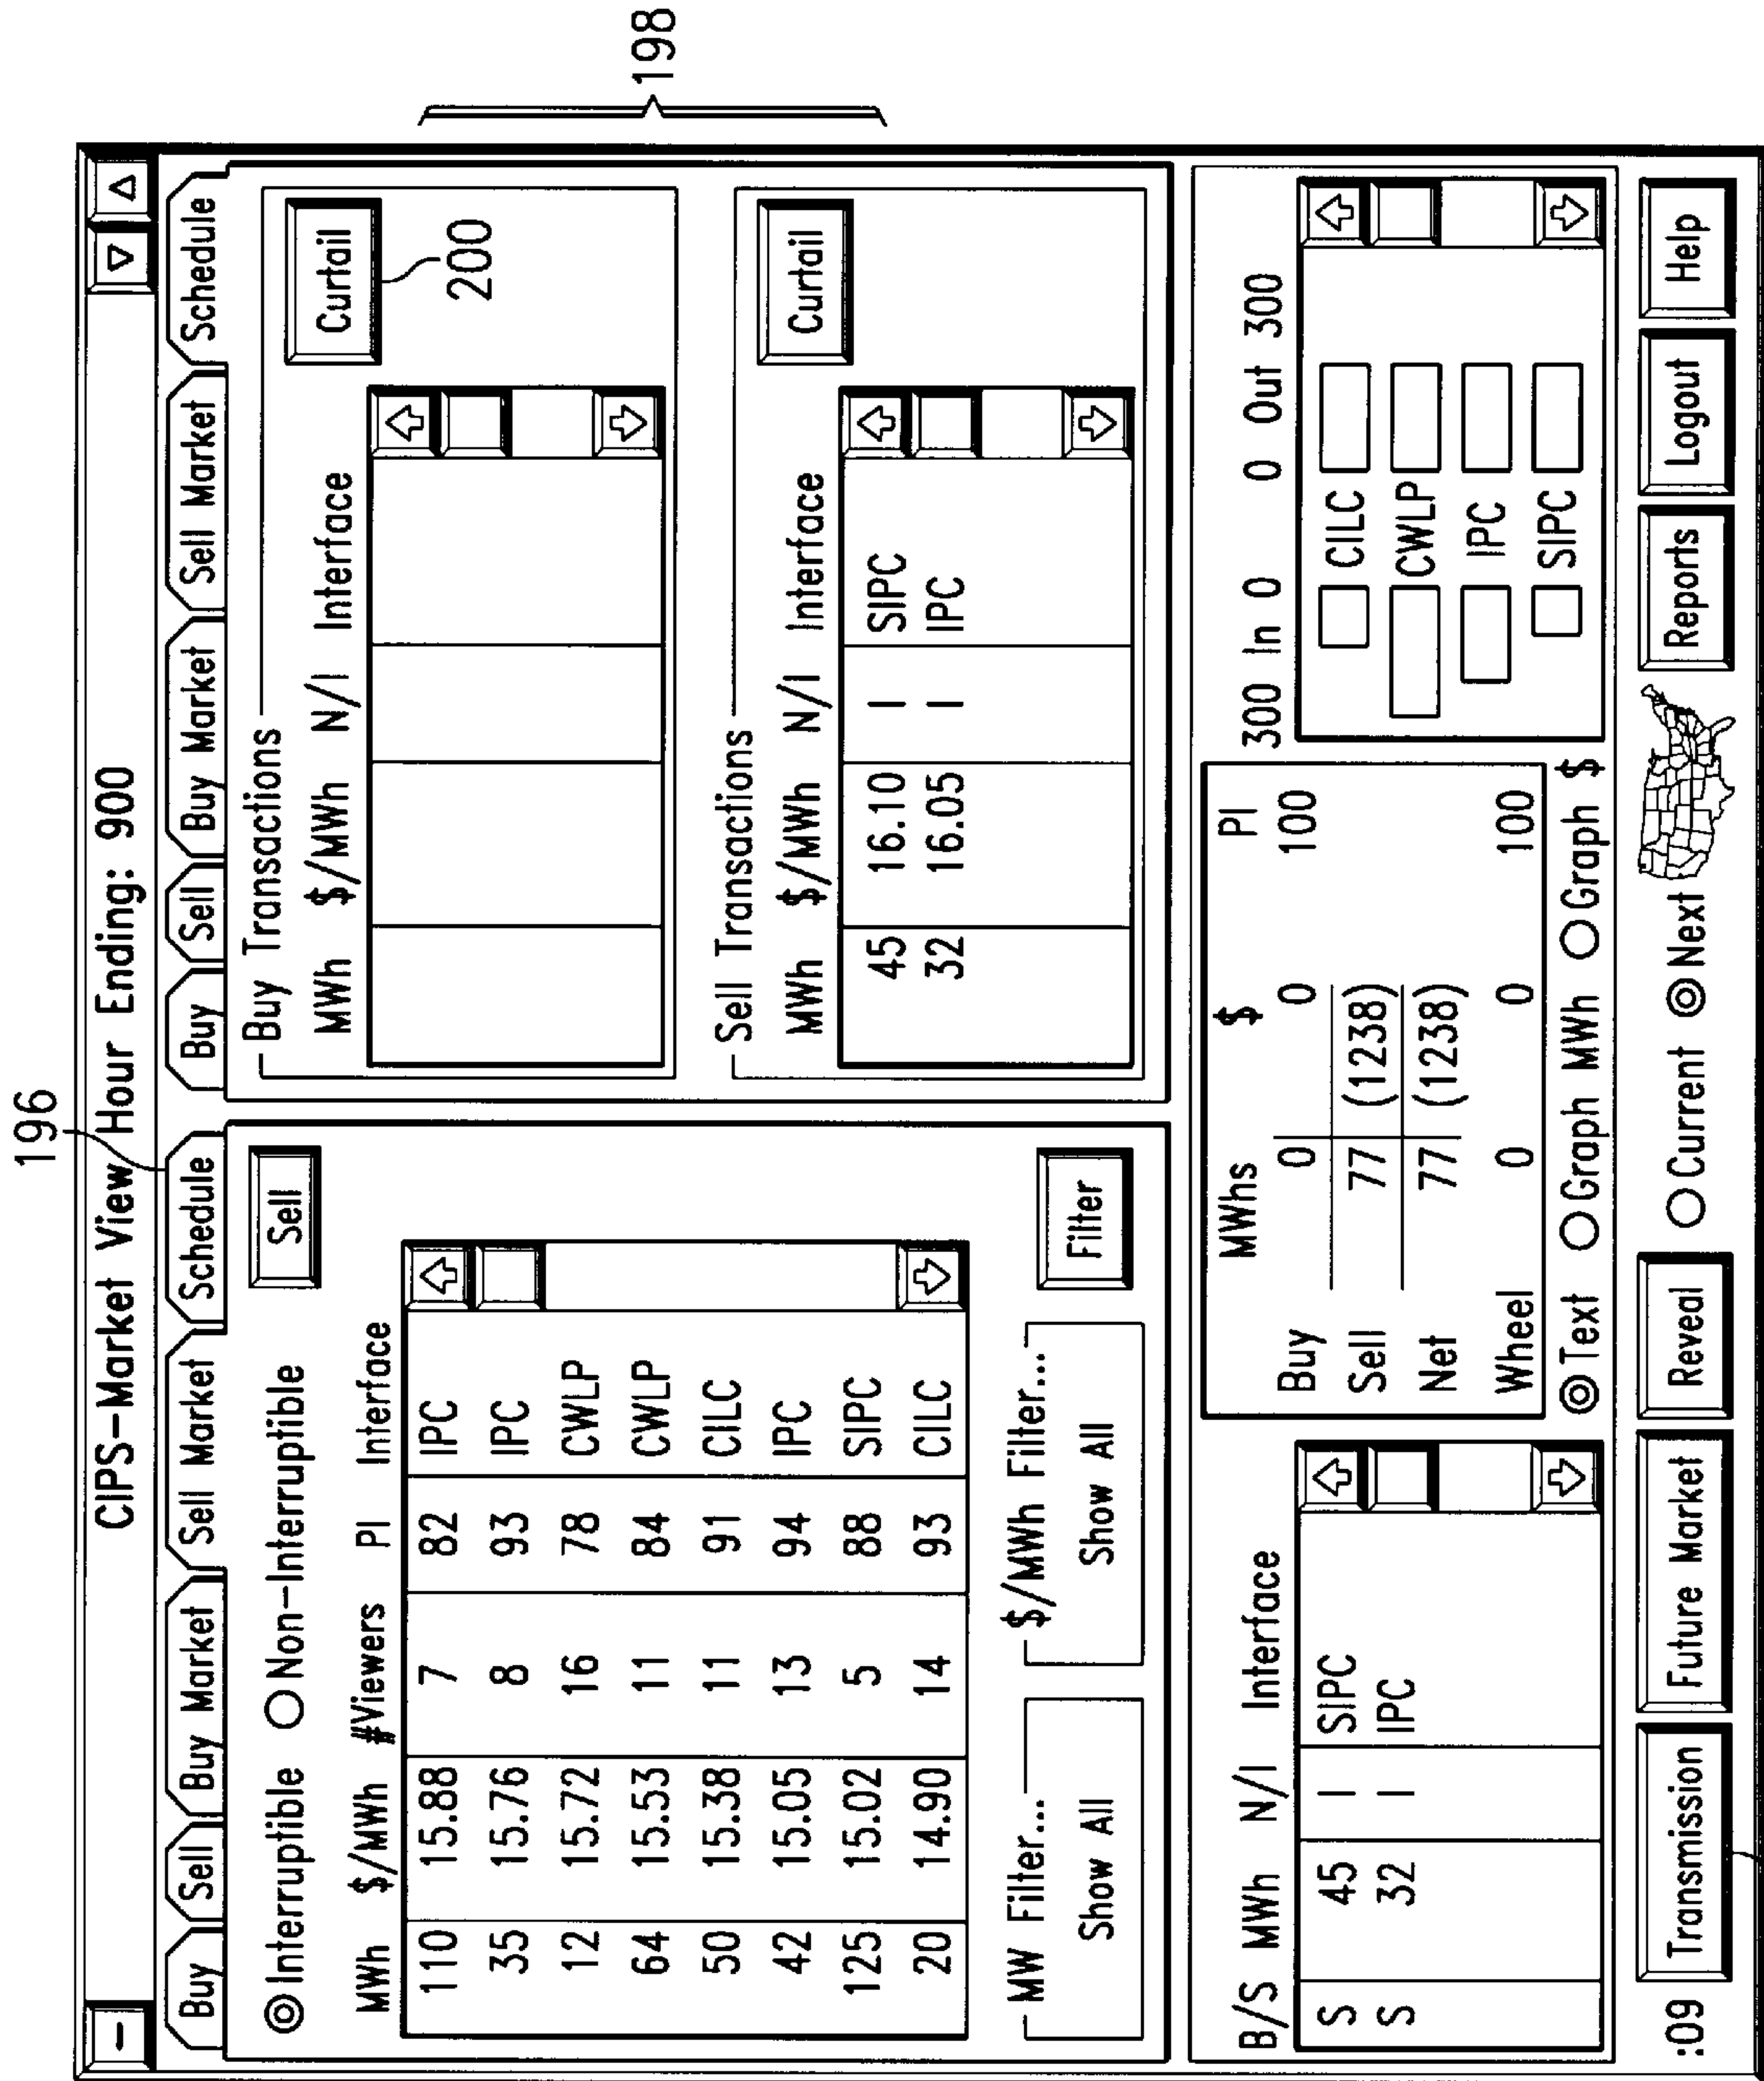 196
CIPS-Market View Hour Ending: 900
Buy Sell Buy Market Sell Market Schedule
Interruptible Non-Interruptible Sell
MWh $/MWh #Viewers PI Interface
110 15.88 7 82 IPC
35 15.76 8 93 IPC
12 15.72 16 78 CWLP
64 15.53 11 84 CWLP
50 15.38 11 91 CILC
42 15.05 13 94 IPC
125 15.02 5 88 SIPC
20 14.90 14 93 CILC
MW Filter... $/MWh Filter... Filter
Show All Show All
Buy Sell Buy Market Sell Market Schedule
Buy Transactions
MWh $/MWh N/I Interface
Curtail
200
Sell Transactions
MWh $/MWh N/I Interface
45 16.10 I SIPC
32 16.05 I IPC
Curtail
198
B/S MWh N/I Interface
S 45 I SIPC
S 32 I IPC
MWhs $ PI
Buy 0 0 100
Sell 77 (1238)
Net 77 (1238)
Wheel 0 0 100
Text Graph MWh Graph $
300 In 0 0 Out 300
CILC
CWLP
IPC
SIPC
:09 Transmission Future Market Reveal Current Next Reports Logout Help